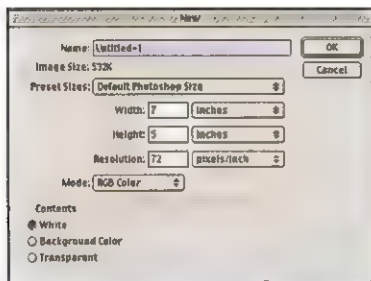 New
Name: Untitled-1
OK
Image Size: 532K
Cancel
Preset Sizes: Default Photoshop Size
Width: 7 inches
Height: 5 inches
Resolution: 72 pixels/inch
Mode: RGB Color
Contents
White
Background Color
Transparent